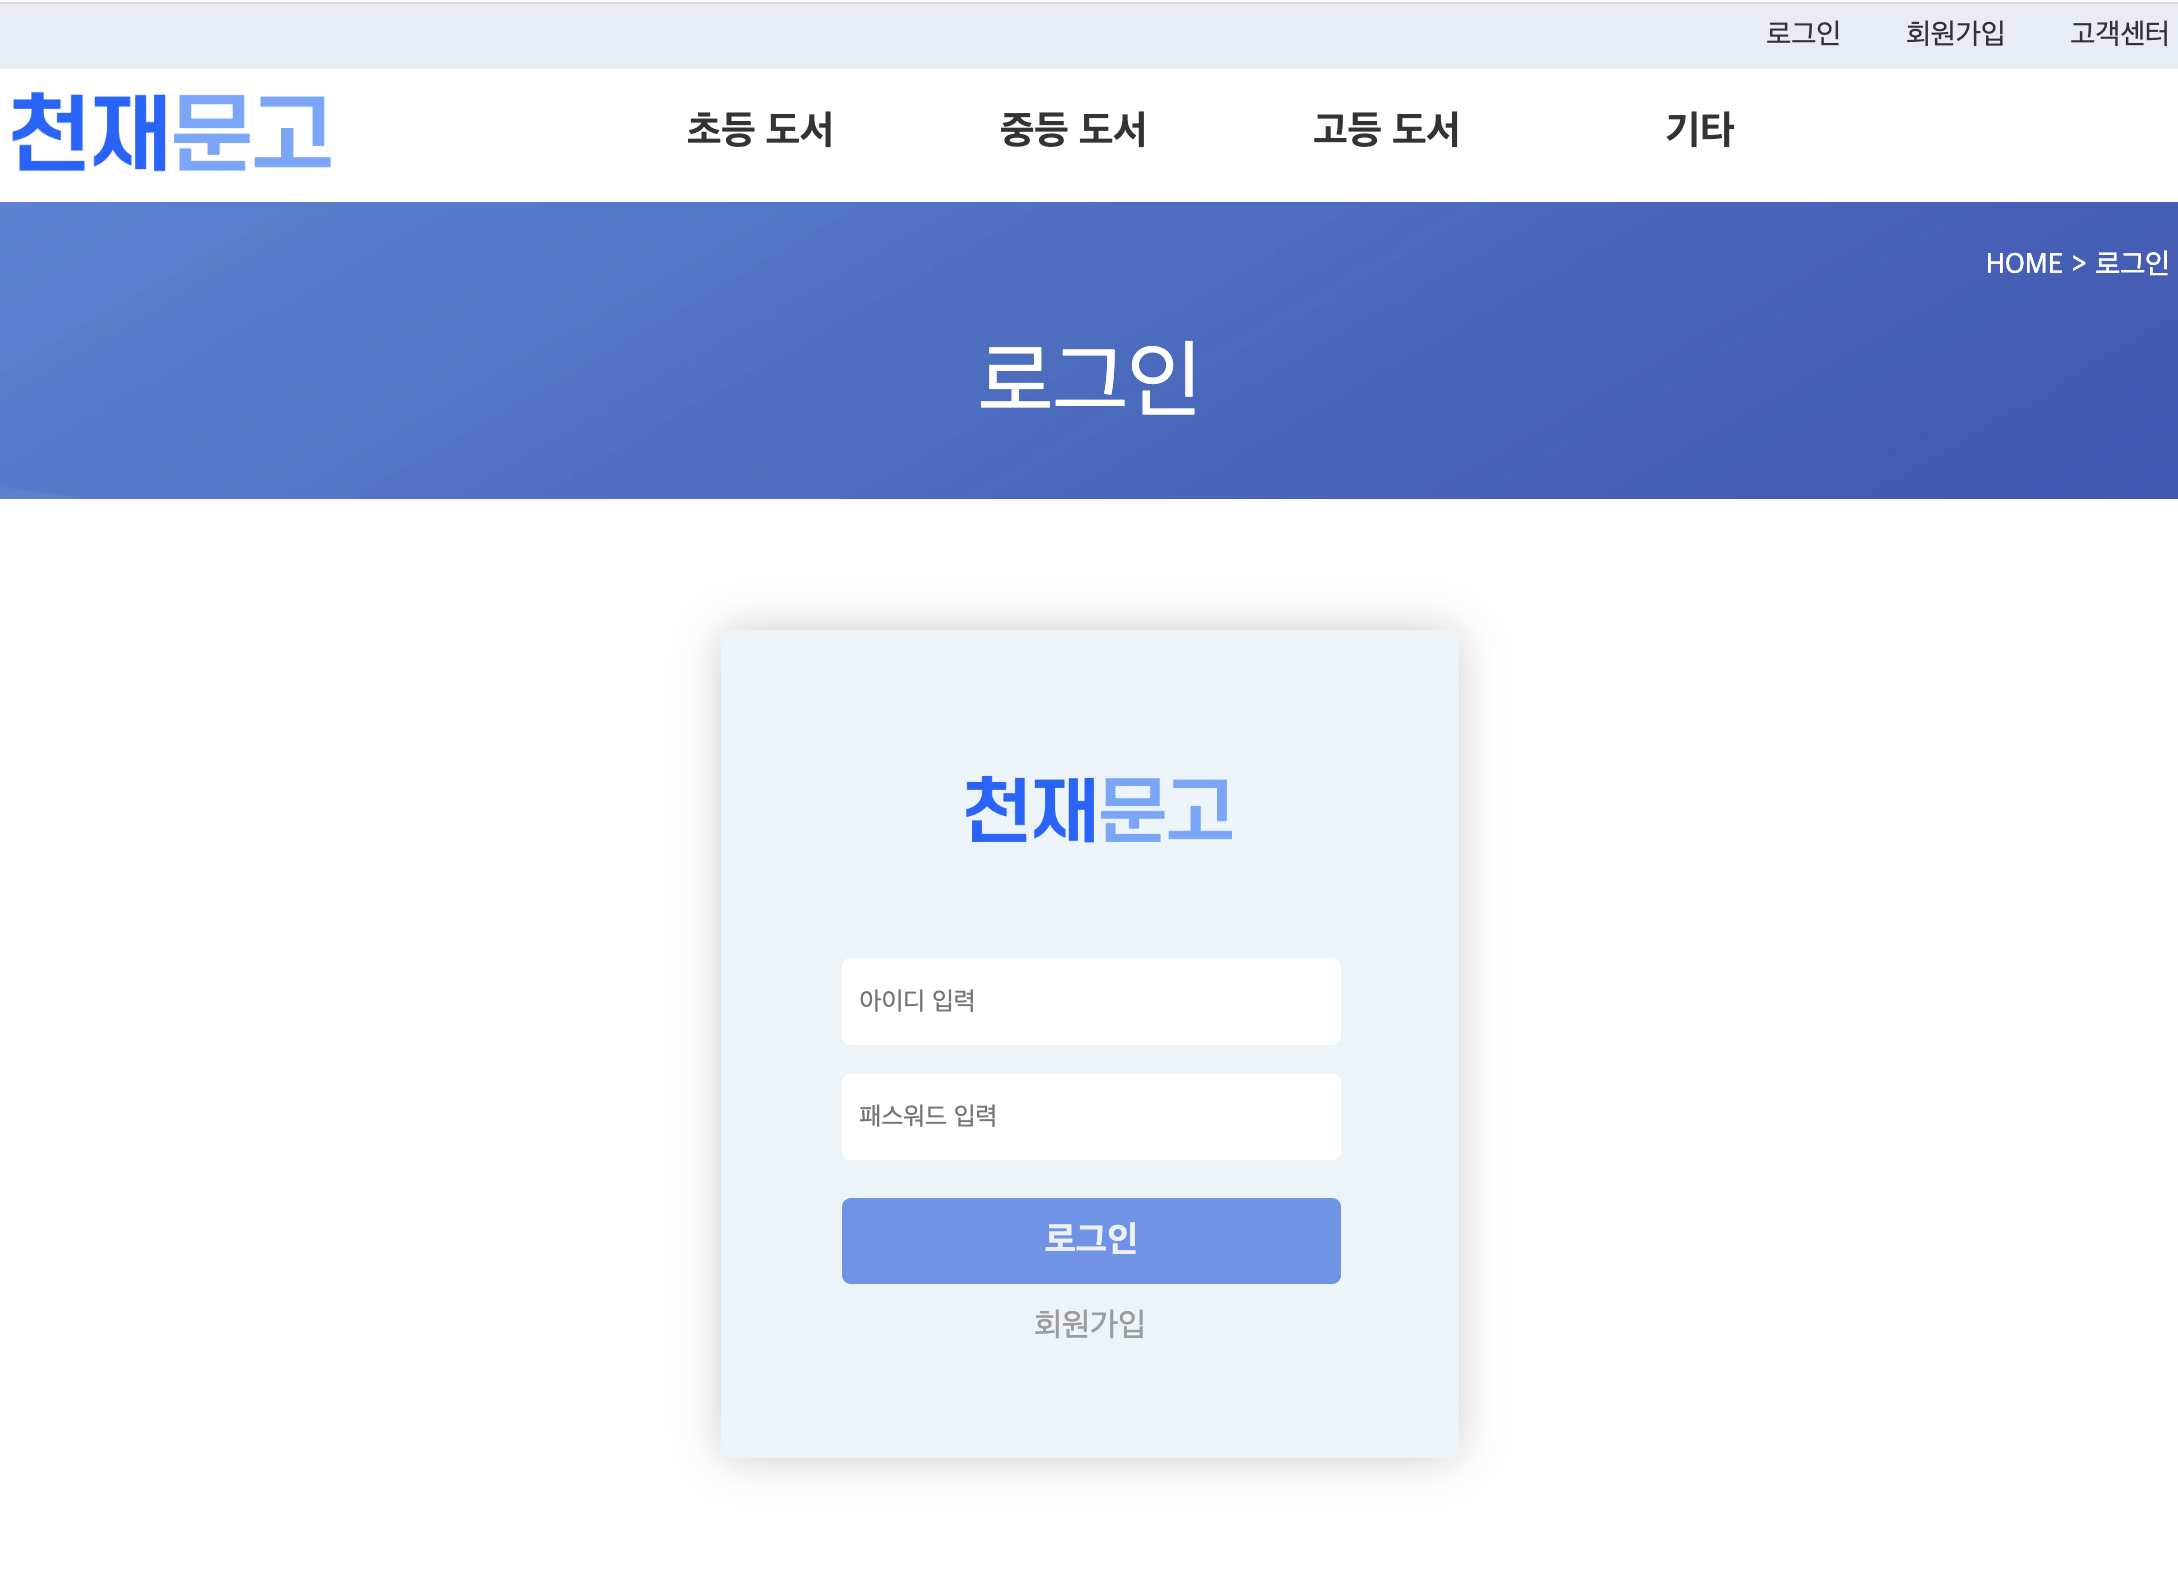 로그인 회원가입 고객센터
천재문고 초등 도서 중등 도서 고등 도서 기타
HOME > 로그인
로그인
천재문고
아이디 입력
패스워드 입력
로그인
회원가입